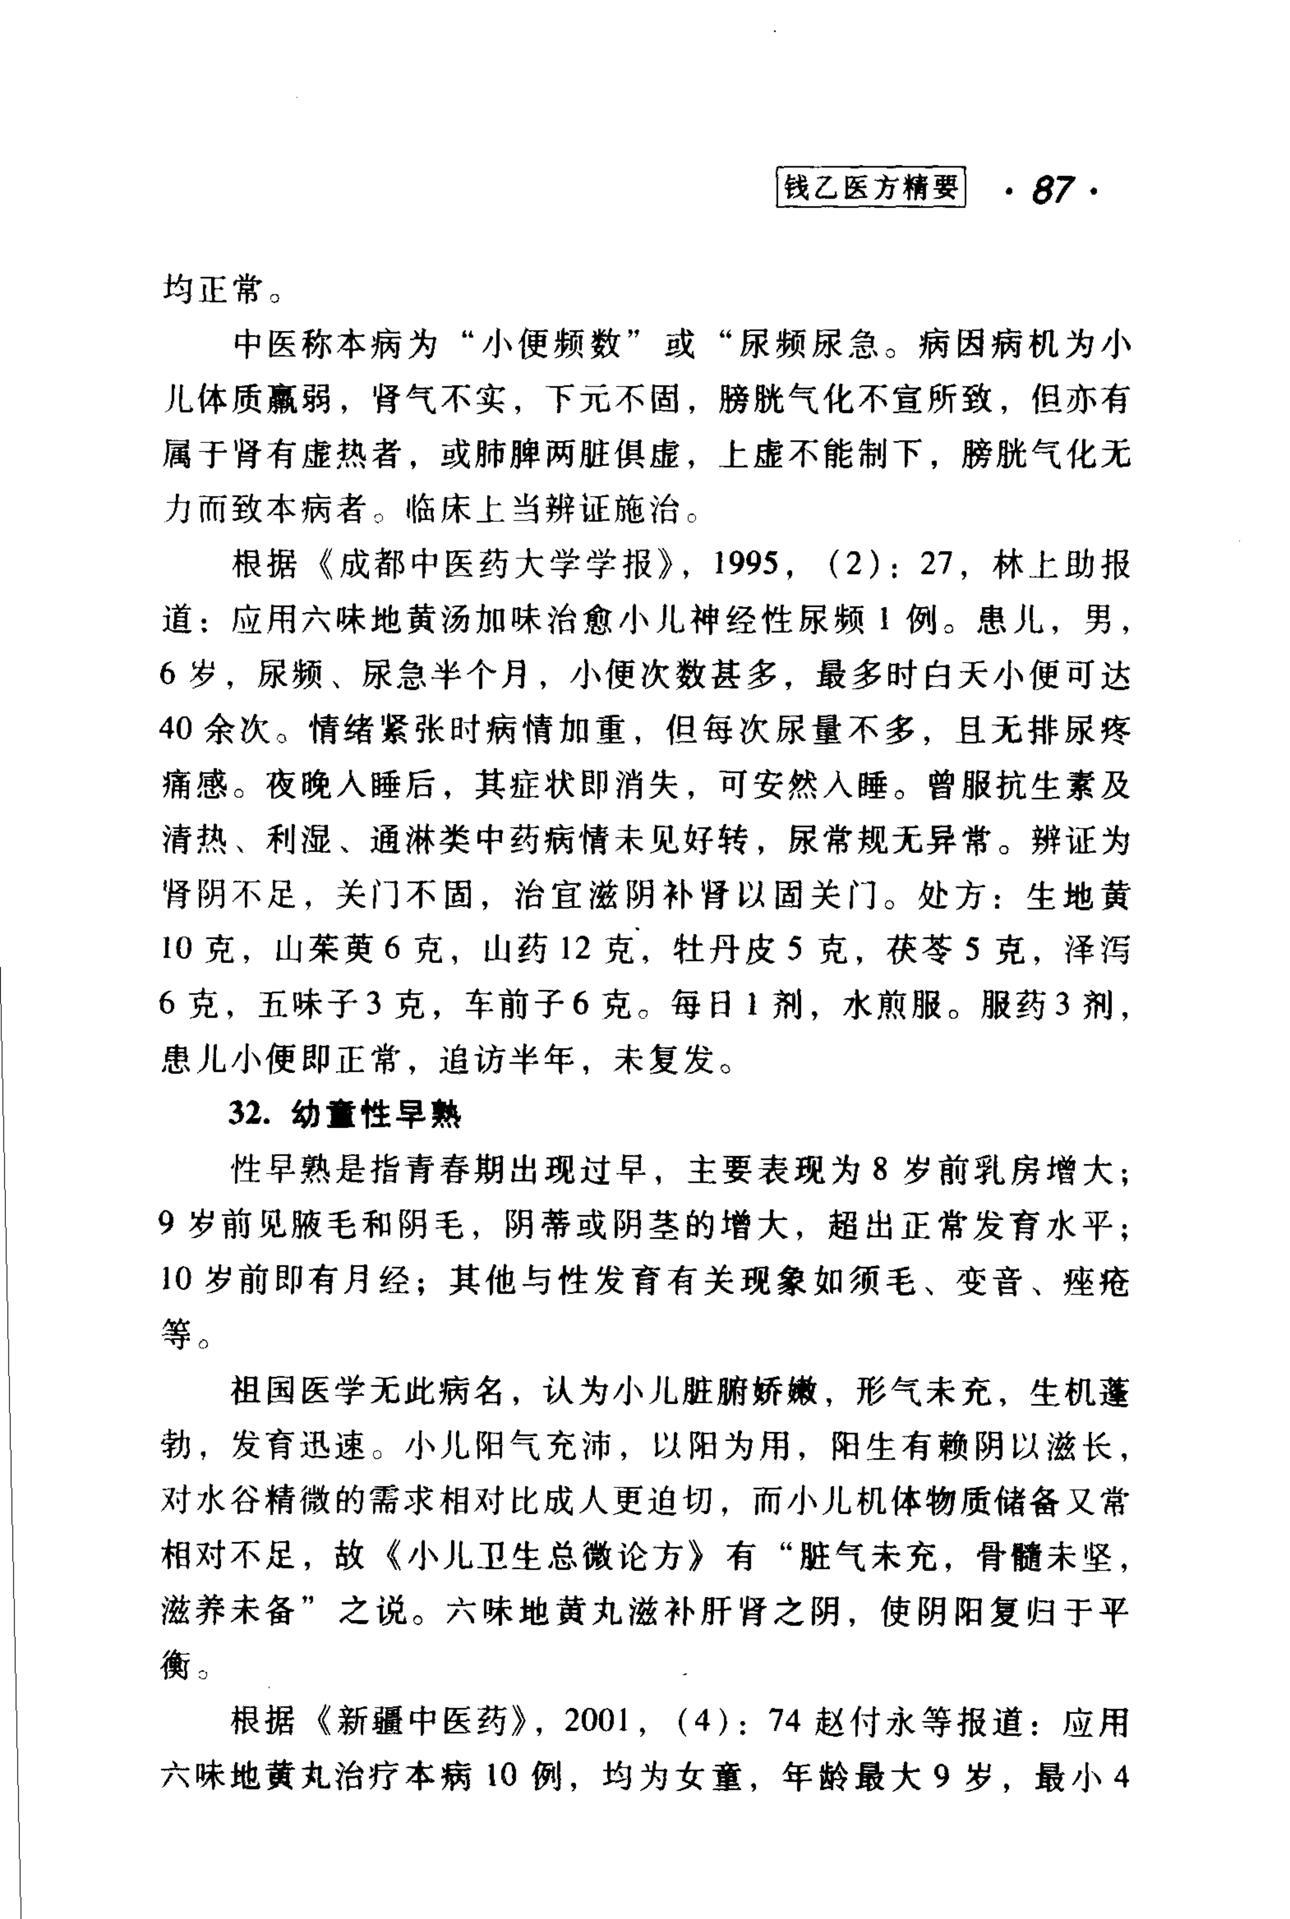 钱乙医方精要 ·87·
均正常。
中医称本病为“小便频数”或“尿频尿急。病因病机为小
儿体质羸弱，肾气不实，下元不固，膀胱气化不宣所致，但亦有
属于肾有虚热者，或肺脾两脏俱虚，上虚不能制下，膀胱气化无
力而致本病者。临床上当辨证施治。
根据《成都中医药大学学报》，1995，（2）：27，林上助报
道：应用六味地黄汤加味治愈小儿神经性尿频1例。患儿，男，
6岁，尿频、尿急半个月，小便次数甚多，最多时白天小便可达
40余次。情绪紧张时病情加重，但每次尿量不多，且无排尿疼
痛感。夜晚入睡后，其症状即消失，可安然入睡。曾服抗生素及
清热、利湿、通淋类中药病情未见好转，尿常规无异常。辨证为
肾阴不足，关门不固，治宜滋阴补肾以固关门。处方：生地黄
10克，山茱萸6克，山药12克，牡丹皮5克，茯苓5克，泽泻
6克，五味子3克，车前子6克。每日1剂，水煎服。服药3剂，
患儿小便即正常，追访半年，未复发。
32. 幼童性早熟
性早熟是指青春期出现过早，主要表现为8岁前乳房增大；
9岁前见腋毛和阴毛，阴蒂或阴茎的增大，超出正常发育水平；
10岁前即有月经；其他与性发育有关现象如须毛、变音、痤疮
等。
祖国医学无此病名，认为小儿脏腑娇嫩，形气未充，生机蓬
勃，发育迅速。小儿阳气充沛，以阳为用，阳生有赖阴以滋长，
对水谷精微的需求相对比成人更迫切，而小儿机体物质储备又常
相对不足，故《小儿卫生总微论方》有“脏气未充，骨髓未坚，
滋养未备”之说。六味地黄丸滋补肝肾之阴，使阴阳复归于平
衡。
根据《新疆中医药》，2001，（4）：74赵付永等报道：应用
六味地黄丸治疗本病10例，均为女童，年龄最大9岁，最小4